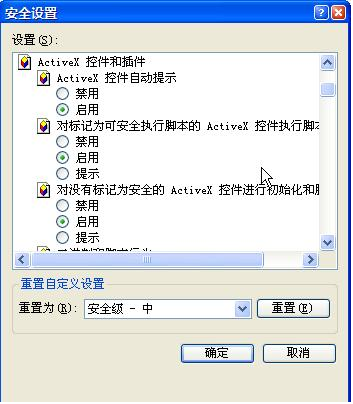 安全设置
设置(S):
ActiveX 控件和插件
ActiveX 控件自动提示
禁用
启用
对标记为可安全执行脚本的 ActiveX 控件执行脚本
禁用
启用
提示
对没有标记为安全的 ActiveX 控件进行初始化和
禁用
启用
提示
重置自定义设置
重置为(R):
安全级 - 中
重置(E)
确定
取消